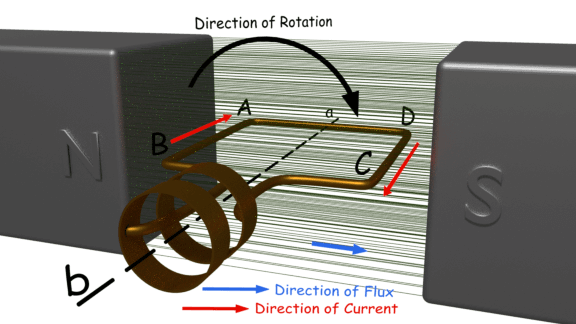 Direction of Rotation
A
a
D
B
C
N
S
b
Direction of Flux
Direction of Current